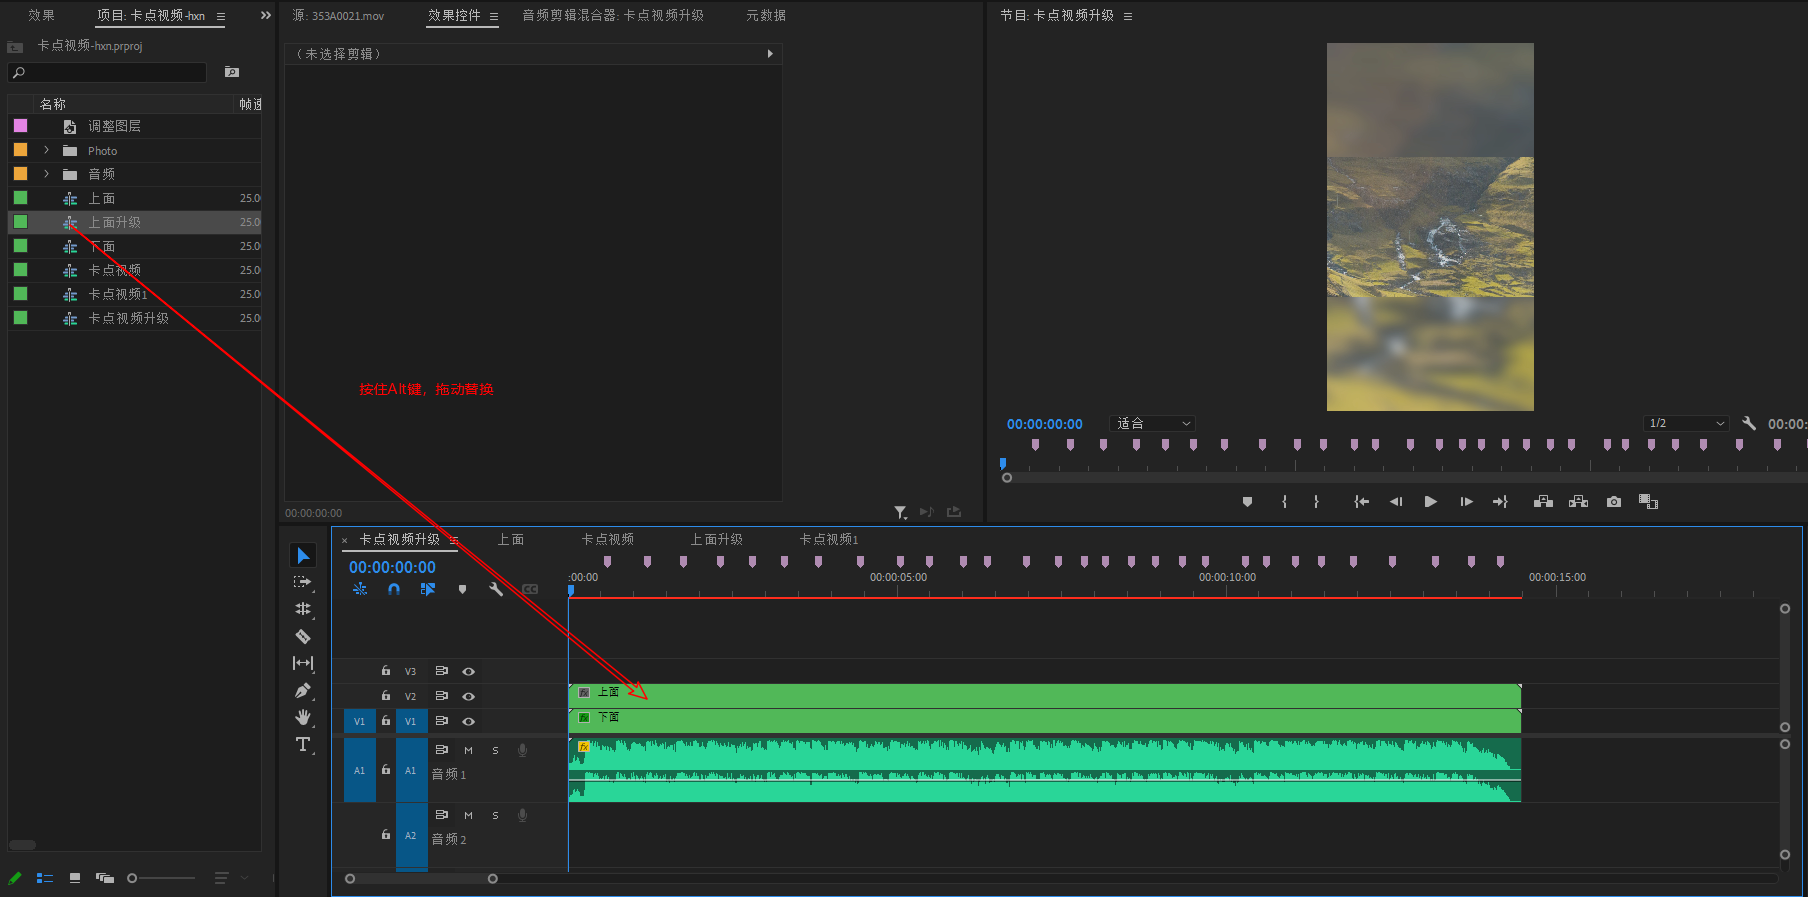 效果
项目: 卡点视频-hxn
源: 353A0021.mov
效果控件
音频剪辑混合器: 卡点视频升级
元数据
节目: 卡点视频升级
卡点视频-hxn.prproj
（未选择剪辑）
名称
帧速
调整图层
Photo
音频
上面
25.0
上面升级
25.0
下面
25.0
卡点视频
25.0
卡点视频1
25.0
卡点视频升级
25.0
按住Alt键，拖动替换
00:00:00:00
适合
1/2
00:00:
00:00:00:00
卡点视频升级
上面
卡点视频
上面升级
卡点视频1
00:00:00:00
:00:00
00:00:05:00
00:00:10:00
00:00:15:00
V3
V2
fx 上面
V1
V1
fx 下面
A1
A1
M
S
音频 1
fx
A2
M
S
音频 2